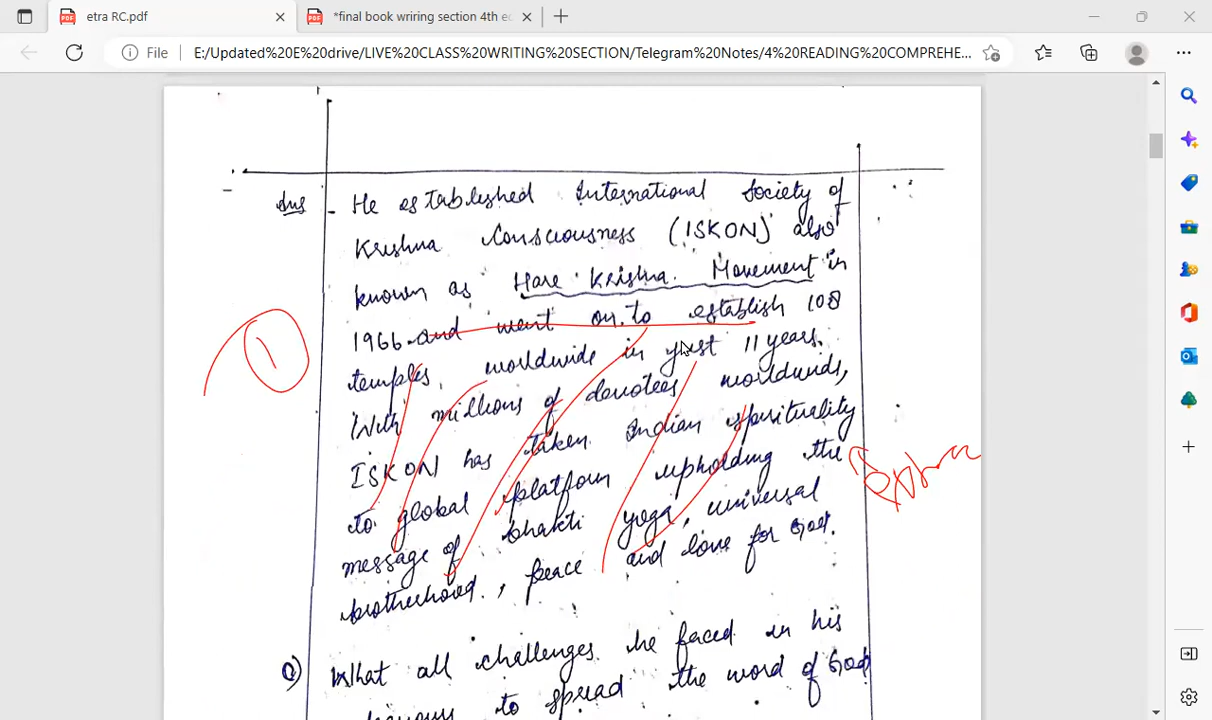 etra RC.pdf
*final book wriring section 4th ec
File
E:/Updated%20E%20drive/LIVE%20CLASS%20WRITING%20SECTION/Telegram%20Notes/4%20READING%20COMPREHE...
Ans - He established International Society of
Krishna Consciousness (ISKON) also
known as Hare Krishna Movement in
1966 and went on to establish 108
temples worldwide in just 11 years.
With millions of devotees worldwide,
ISKON has taken Indian spirituality
to global platform upholding the
message of bhakti yoga, universal
brotherhood, peace and love for God.
1
Extra
Q) What all challenges he faced in his
to spread the word of God